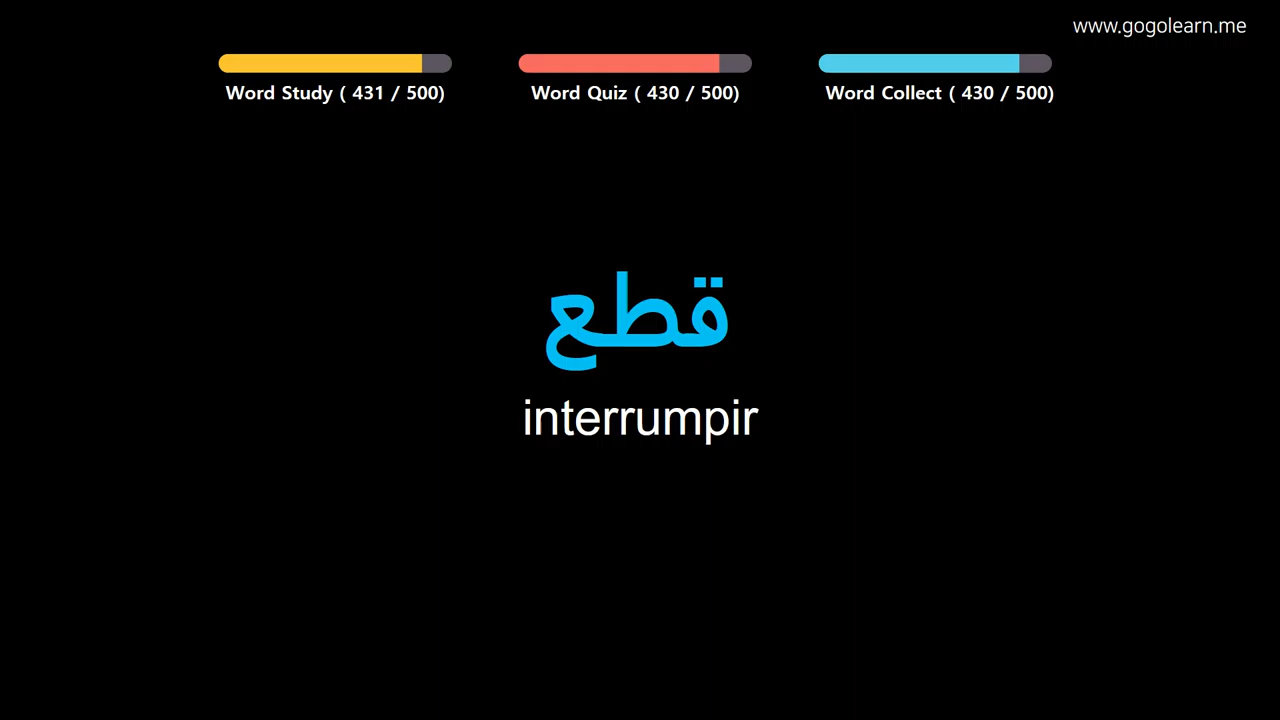 www.gogolearn.me
Word Study ( 431 / 500)
Word Quiz ( 430 / 500)
Word Collect ( 430 / 500)
قطع
interrumpir